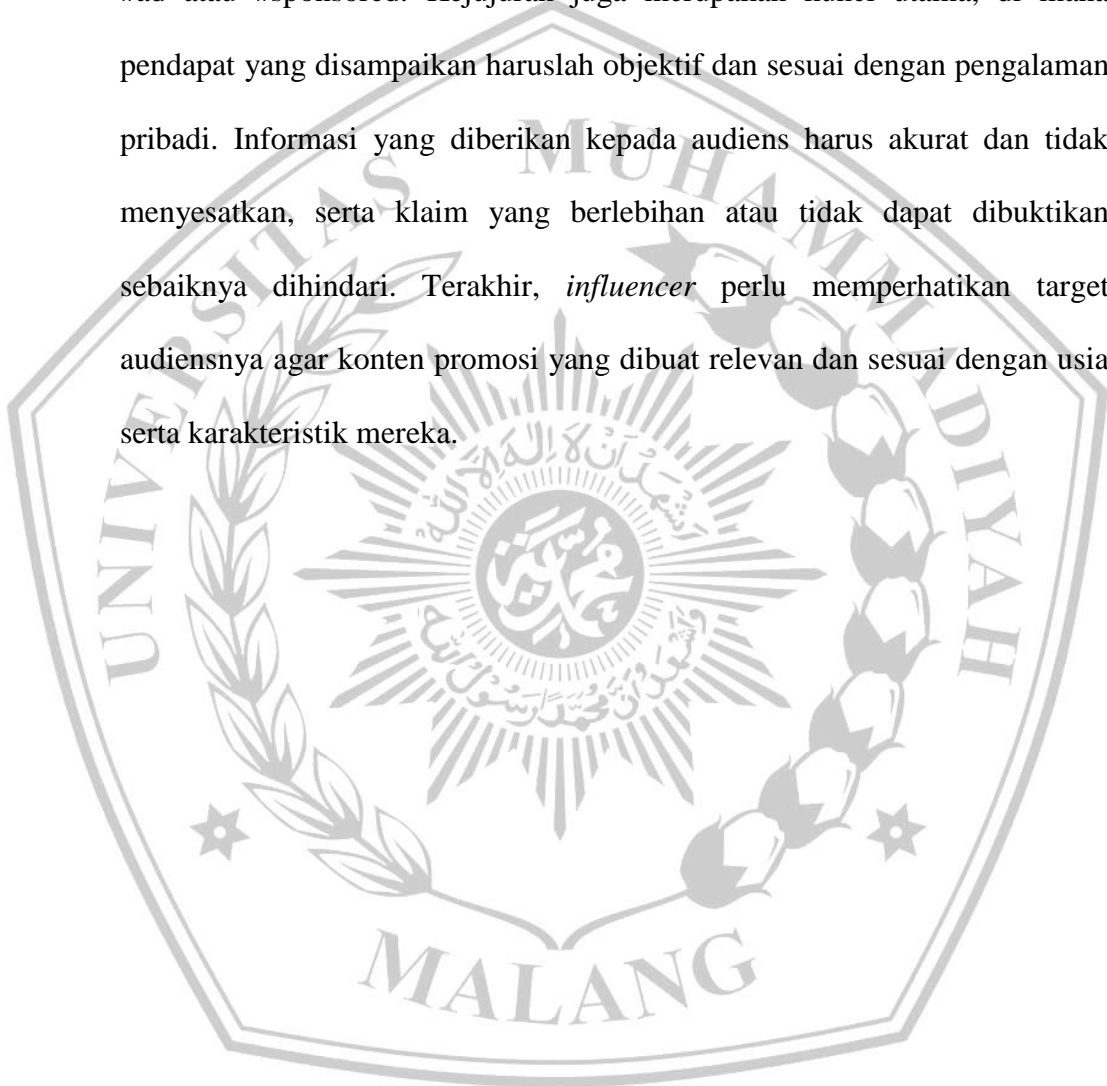 pendapat yang disampaikan haruslah objektif dan sesuai dengan pengalaman
pribadi. Informasi yang diberikan kepada audiens harus akurat dan tidak
menyesatkan, serta klaim yang berlebihan atau tidak dapat dibuktikan
sebaiknya dihindari. Terakhir, influencer perlu memperhatikan target
audiensnya agar konten promosi yang dibuat relevan dan sesuai dengan usia
serta karakteristik mereka.
UNIVERSITAS MUHAMMADIYAH
MALANG